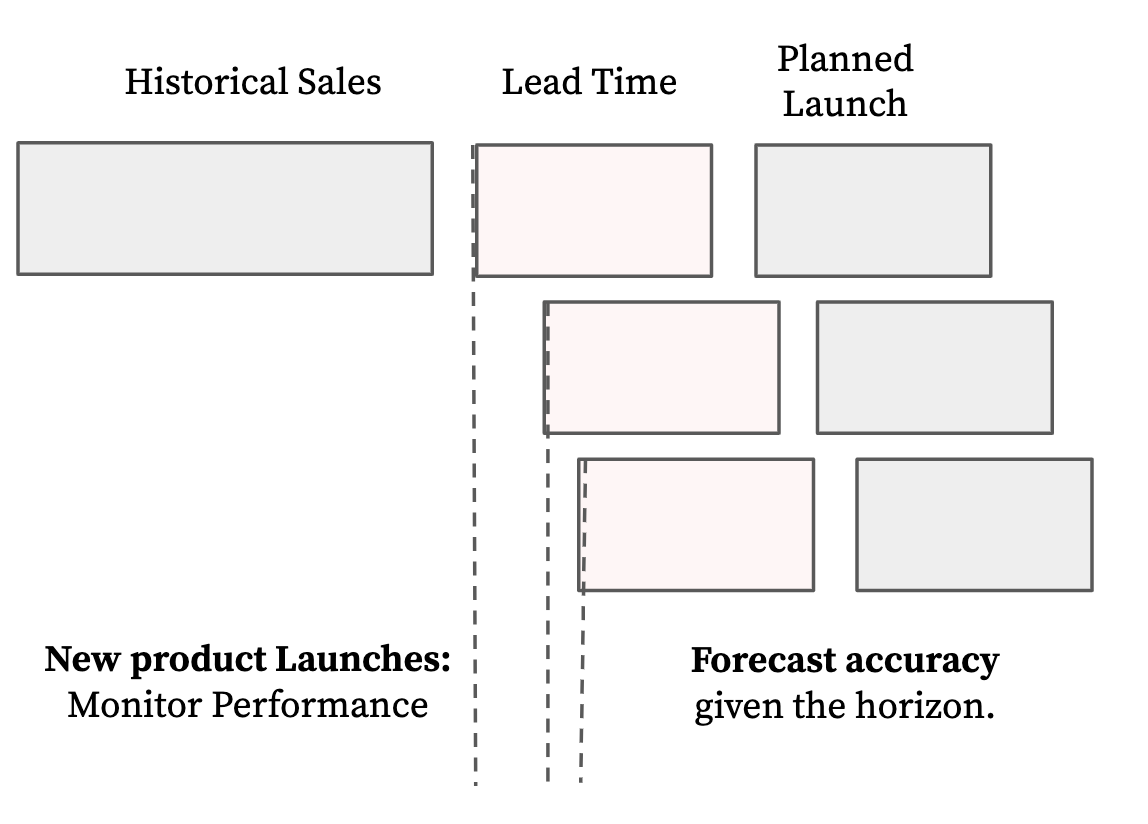 Historical Sales
Lead Time
Planned
Launch
New product Launches:
Monitor Performance
Forecast accuracy
given the horizon.